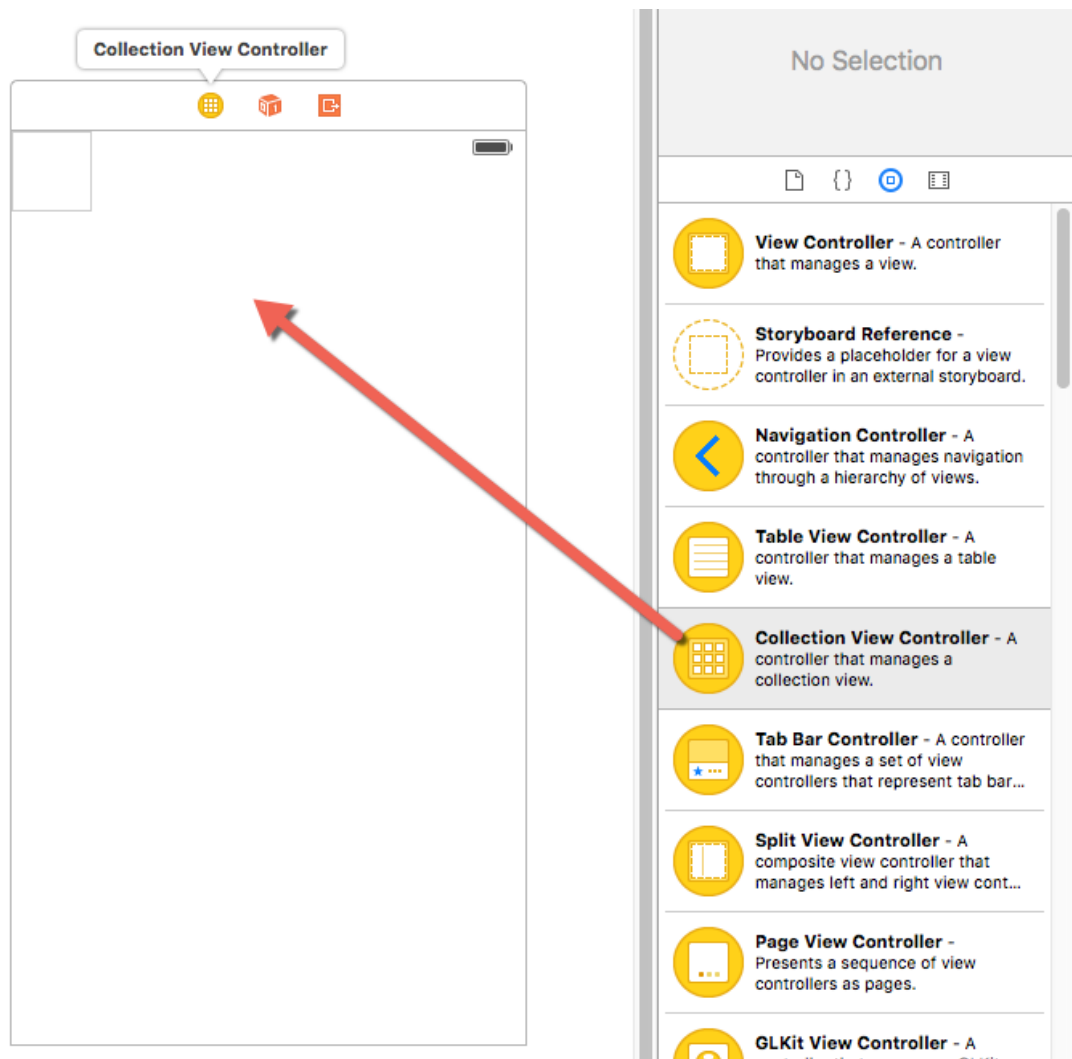 Collection View Controller
No Selection
{}
View Controller - A controller
that manages a view.
Storyboard Reference -
Provides a placeholder for a view
controller in an external storyboard.
Navigation Controller - A
controller that manages navigation
through a hierarchy of views.
Table View Controller - A
controller that manages a table
view.
Collection View Controller - A
controller that manages a
collection view.
Tab Bar Controller - A controller
that manages a set of view
controllers that represent tab bar...
Split View Controller - A
composite view controller that
manages left and right view cont...
Page View Controller -
Presents a sequence of view
controllers as pages.
GLKit View Controller - A